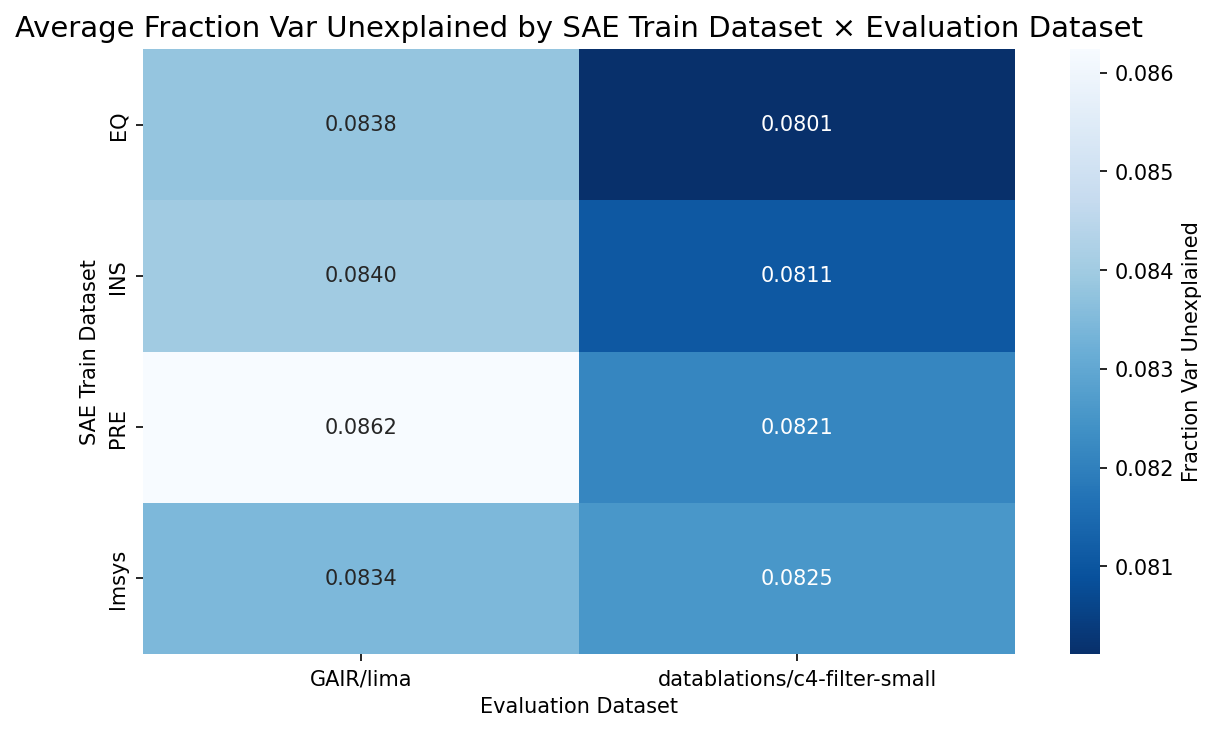 Average Fraction Var Unexplained by SAE Train Dataset × Evaluation Dataset
SAE Train Dataset
EQ
0.0838
0.0801
INS
0.0840
0.0811
PRE
0.0862
0.0821
lmsys
0.0834
0.0825
GAIR/lima
datablations/c4-filter-small
Evaluation Dataset
0.086
0.085
0.084
0.083
0.082
0.081
Fraction Var Unexplained